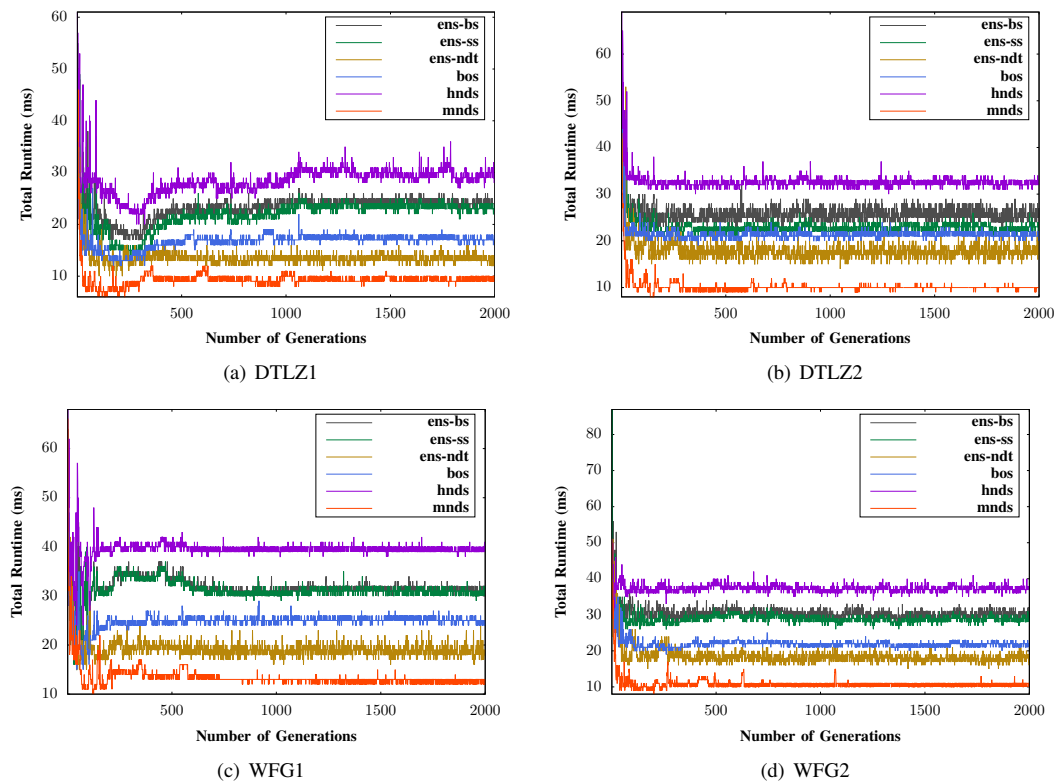 60
50
40
30
20
10
Total Runtime (ms)
500
1000
1500
2000
Number of Generations
ens-bs
ens-ss
ens-ndt
bos
hnds
mnds
(a) DTLZ1
60
50
40
30
20
10
Total Runtime (ms)
500
1000
1500
2000
Number of Generations
ens-bs
ens-ss
ens-ndt
bos
hnds
mnds
(b) DTLZ2
60
50
40
30
20
10
Total Runtime (ms)
500
1000
1500
2000
Number of Generations
ens-bs
ens-ss
ens-ndt
bos
hnds
mnds
(c) WFG1
80
70
60
50
40
30
20
10
Total Runtime (ms)
500
1000
1500
2000
Number of Generations
ens-bs
ens-ss
ens-ndt
bos
hnds
mnds
(d) WFG2